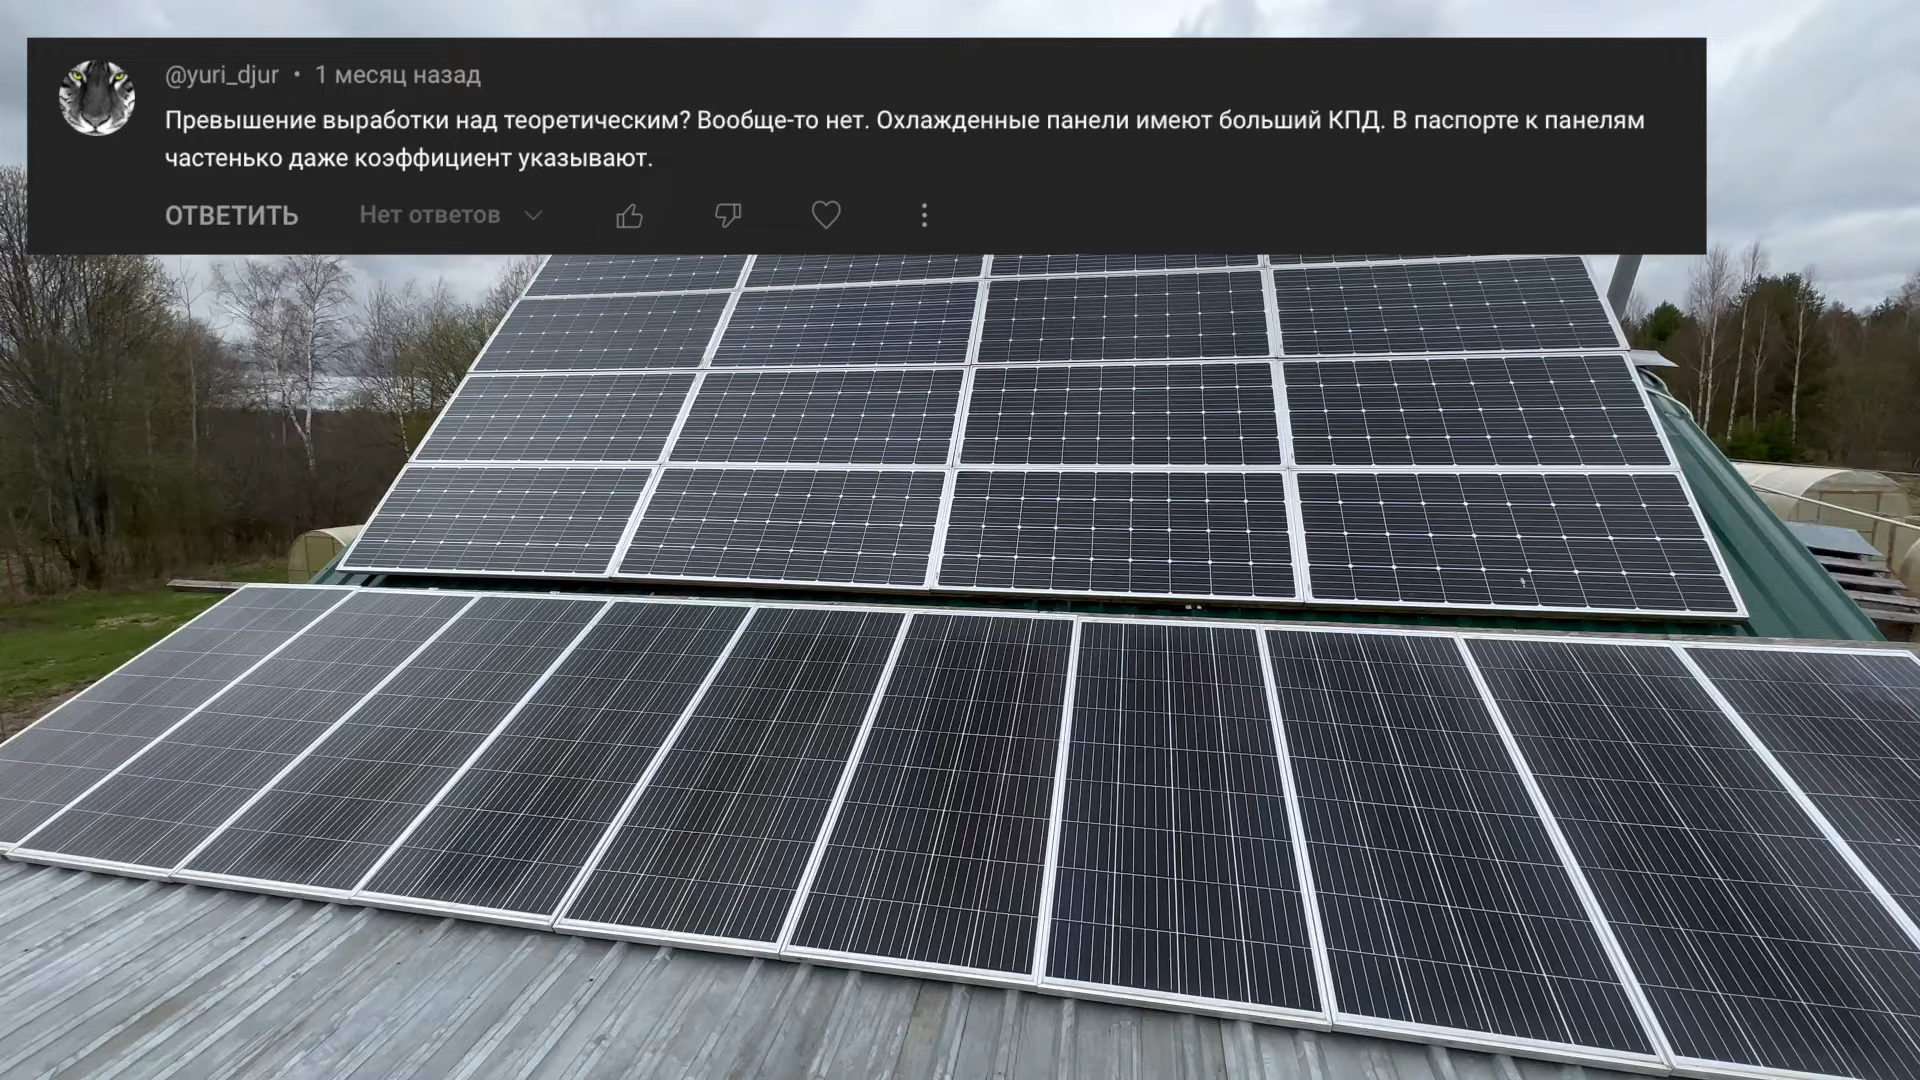 @yuri_djur • 1 месяц назад
Превышение выработки над теоретическим? Вообще-то нет. Охлажденные панели имеют больший КПД. В паспорте к панелям
частенько даже коэффициент указывают.
ОТВЕТИТЬ Нет ответов